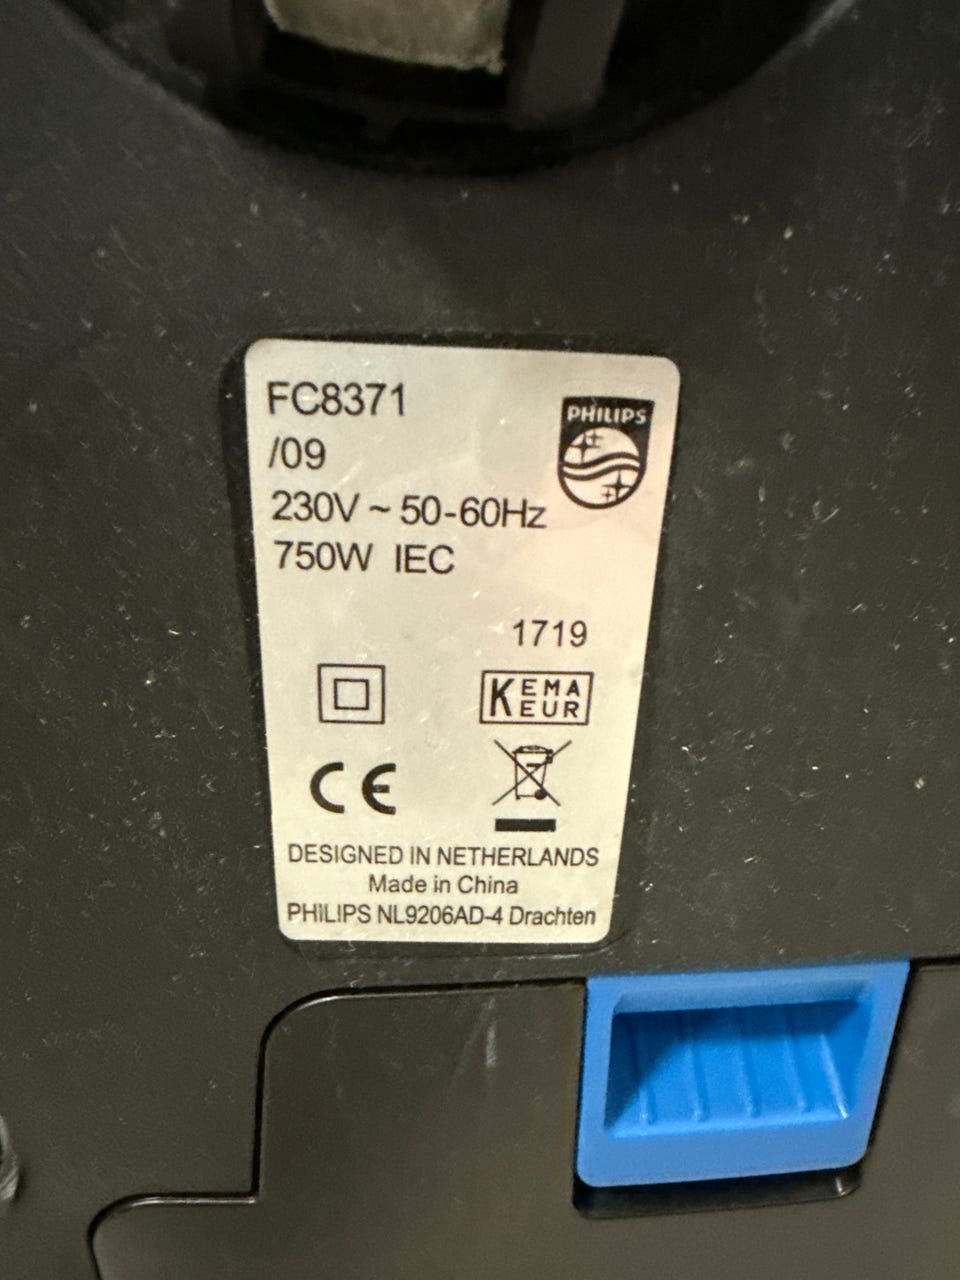 FC8371
/09
PHILIPS
230V ~ 50-60Hz
750W IEC
1719
KEMA
EUR
CE
DESIGNED IN NETHERLANDS
Made in China
PHILIPS NL9206AD-4 Drachten